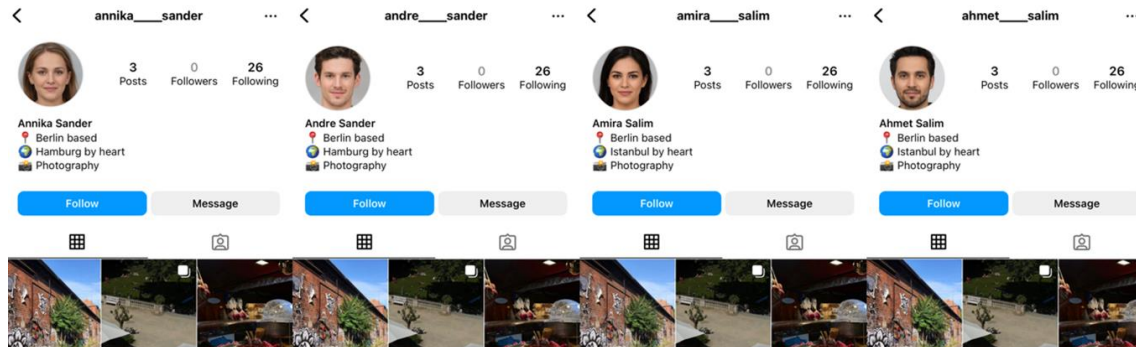 annika____sander
3 0 26
Posts Followers Following
Annika Sander
Berlin based
Hamburg by heart
Photography
Follow Message
andre____sander
3 0 26
Posts Followers Following
Andre Sander
Berlin based
Hamburg by heart
Photography
Follow Message
amira____salim
3 0 26
Posts Followers Following
Amira Salim
Berlin based
Istanbul by heart
Photography
Follow Message
ahmet____salim
3 0 26
Posts Followers Following
Ahmet Salim
Berlin based
Istanbul by heart
Photography
Follow Message